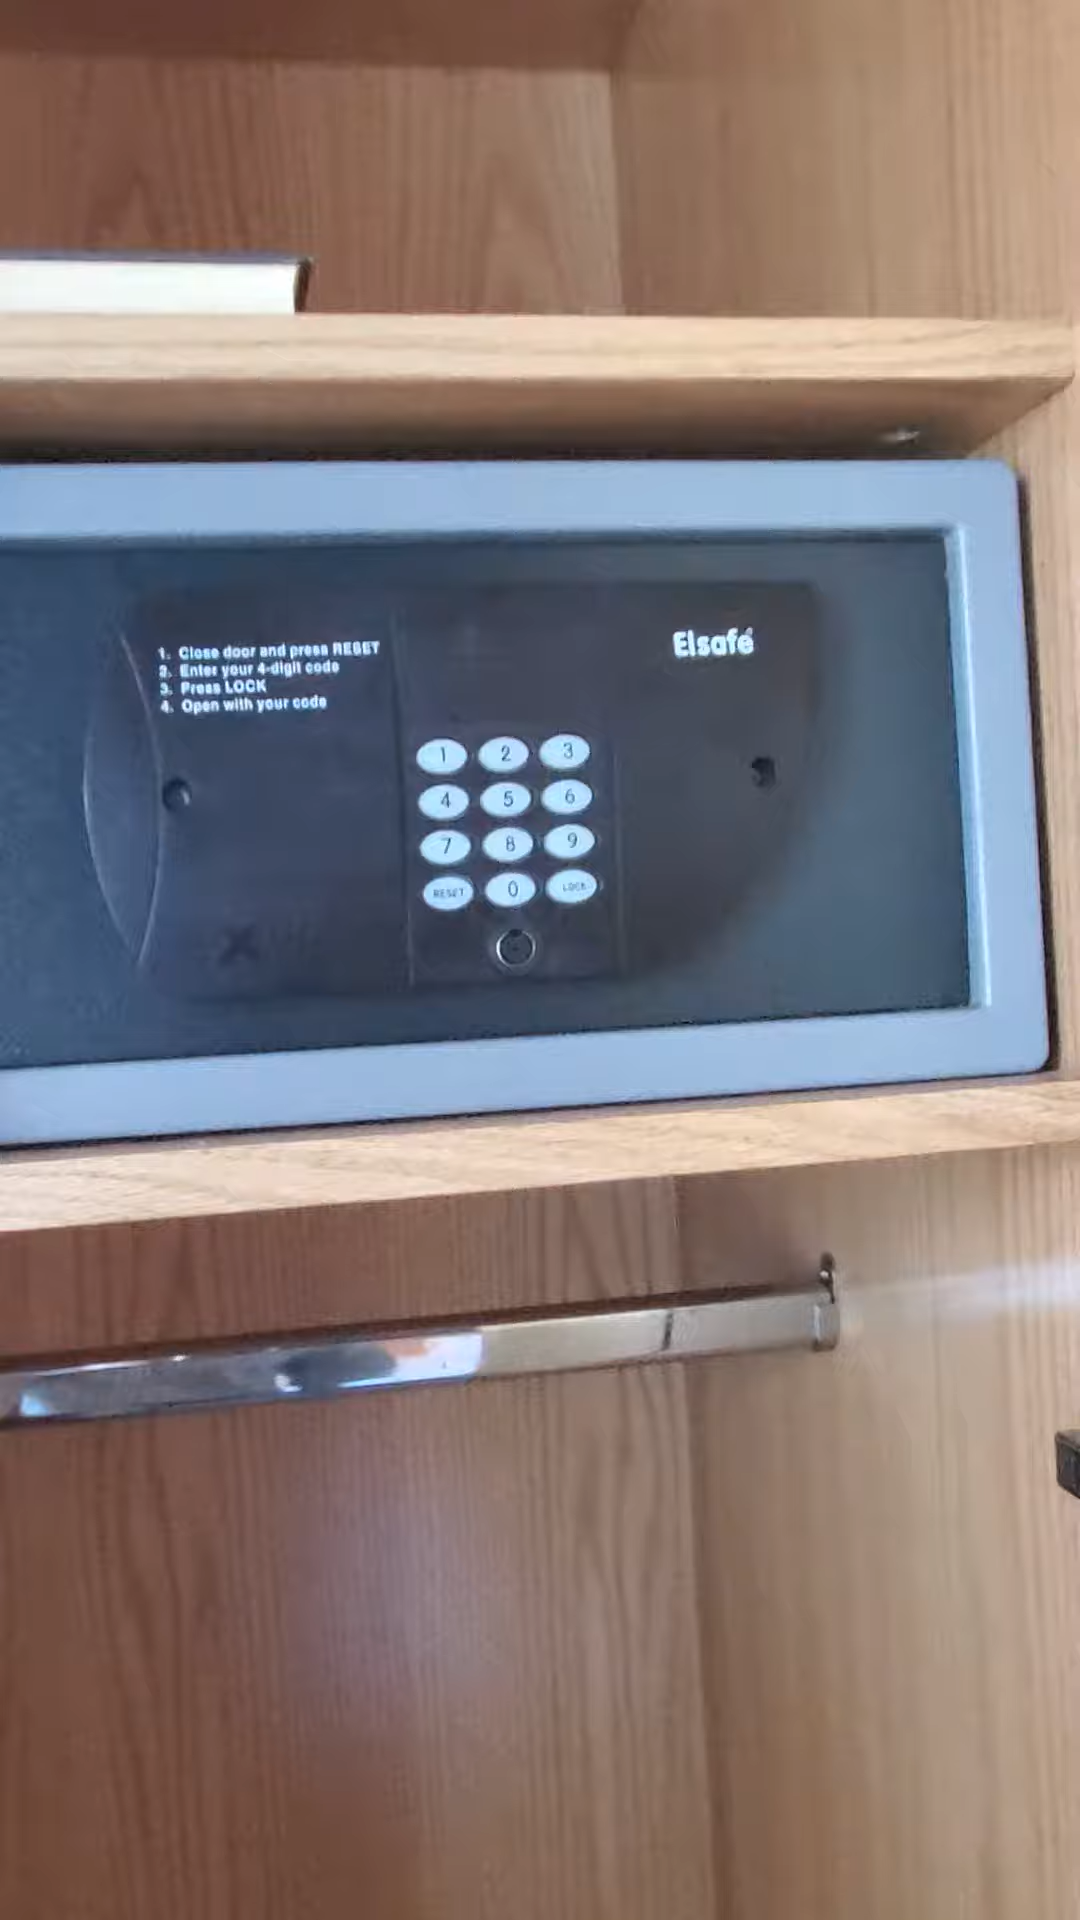 1. Close door and press RESET
2. Enter your 4-digit code
3. Press LOCK
4. Open with your code
Elsafe
1 2 3
4 5 6
7 8 9
RESET 0 LOCK